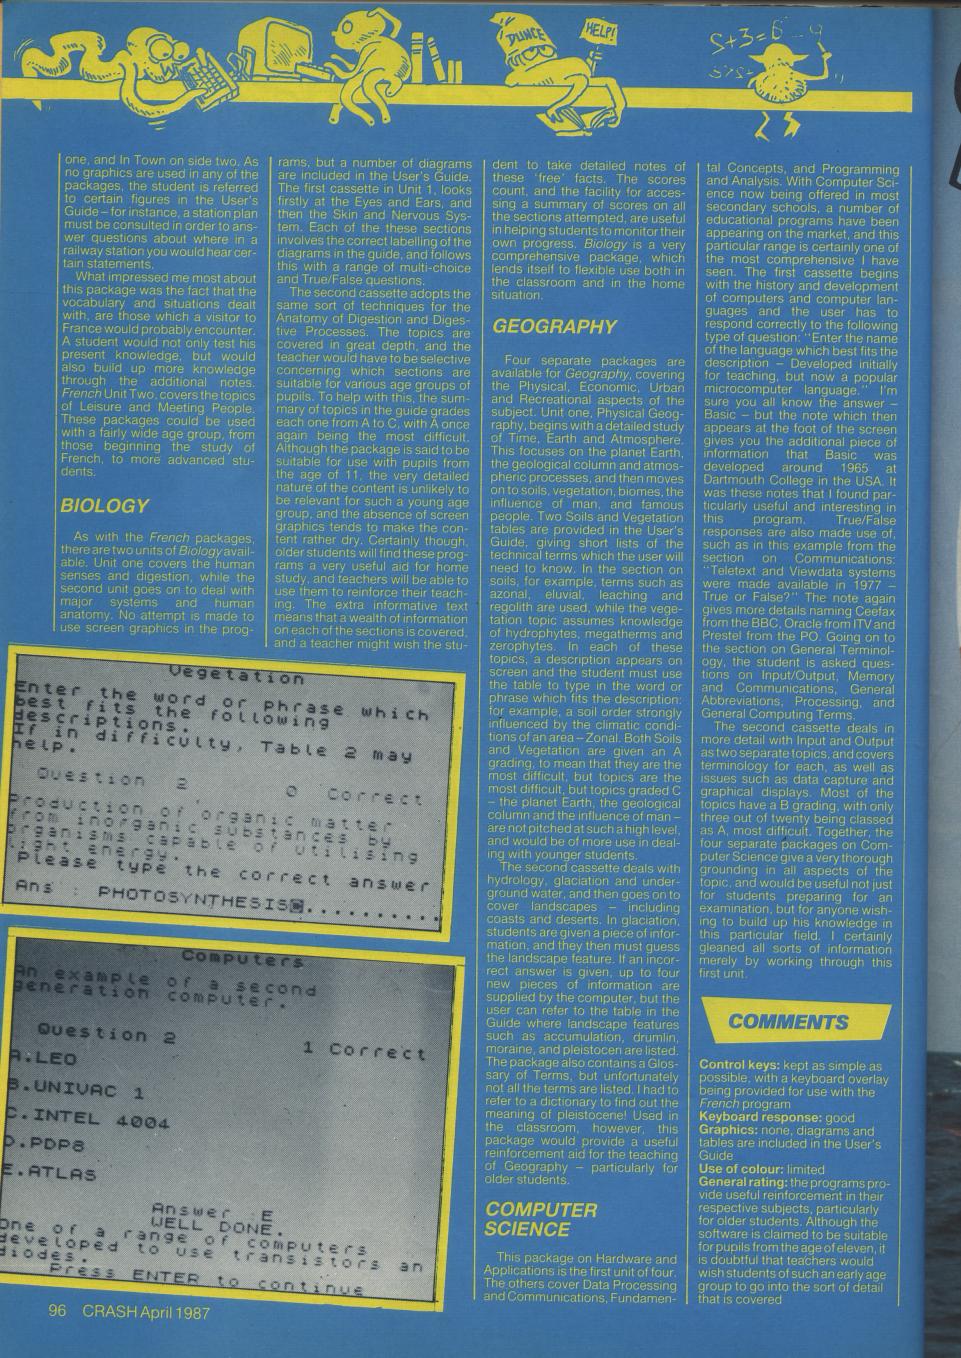 DUNCE
HELP!
5+3=6
one, and In Town on side two. As
no graphics are used in any of the
packages, the student is referred
to certain figures in the User's
Guide – for instance, a station plan
must be consulted in order to ans-
wer questions about where in a
railway station you would hear cer-
tain statements.
What impressed me most about
this package was the fact that the
vocabulary and situations dealt
with, are those which a visitor to
France would probably encounter.
A student would not only test his
present knowledge, but would
also build up more knowledge
through the additional notes.
French Unit Two, covers the topics
of Leisure and Meeting People.
These packages could be used
with a fairly wide age group, from
those beginning the study of
French, to more advanced stu-
dents.
BIOLOGY
As with the French packages,
there are two units of Biology avail-
able. Unit one covers the human
senses and digestion, while the
second unit goes on to deal with
major systems and human
anatomy. No attempt is made to
use screen graphics in the prog-
rams, but a number of diagrams
are included in the User's Guide.
The first cassette in Unit 1, looks
firstly at the Eyes and Ears, and
then the Skin and Nervous Sys-
tem. Each of the these sections
involves the correct labelling of the
diagrams in the guide, and follows
this with a range of multi-choice
and True/False questions.
The second cassette adopts the
same sort of techniques for the
Anatomy of Digestion and Diges-
tive Processes. The topics are
covered in great depth, and the
teacher would have to be selective
concerning which sections are
suitable for various age groups of
pupils. To help with this, the sum-
mary of topics in the guide grades
each one from A to C, with A once
again being the most difficult.
Although the package is said to be
suitable for use with pupils from
the age of 11, the very detailed
nature of the content is unlikely to
be relevant for such a young age
group, and the absence of screen
graphics tends to make the con-
tent rather dry. Certainly though,
older students will find these prog-
rams a very useful aid for home
study, and teachers will be able to
use them to reinforce their teach-
ing. The extra informative text
means that a wealth of information
on each of the sections is covered,
and a teacher might wish the stu-
dent to take detailed notes of
these 'free' facts. The scores
count, and the facility for acces-
sing a summary of scores on all
the sections attempted, are useful
in helping students to monitor their
own progress. Biology is a very
comprehensive package, which
lends itself to flexible use both in
the classroom and in the home
situation.
GEOGRAPHY
Four separate packages are
available for Geography, covering
the Physical, Economic, Urban
and Recreational aspects of the
subject. Unit one, Physical Geog-
raphy, begins with a detailed study
of Time, Earth and Atmosphere.
This focuses on the planet Earth,
the geological column and atmos-
pheric processes, and then moves
on to soils, vegetation, biomes, the
influence of man, and famous
people. Two Soils and Vegetation
tables are provided in the User's
Guide, giving short lists of the
technical terms which the user will
need to know. In the section on
soils, for example, terms such as
azonal, eluvial, leaching and
regolith are used, while the vege-
tation topic assumes knowledge
of hydrophytes, megatherms and
zerophytes. In each of these
topics, a description appears on
screen and the student must use
the table to type in the word or
phrase which fits the description:
for example, a soil order strongly
influenced by the climatic condi-
tions of an area – Zonal. Both Soils
and Vegetation are given an A
grading, to mean that they are the
most difficult, but topics are the
most difficult, but topics graded C
– the planet Earth, the geological
column and the influence of man –
are not pitched at such a high level,
and would be of more use in deal-
ing with younger students.
The second cassette deals with
hydrology, glaciation and under-
ground water, and then goes on to
cover landscapes – including
coasts and deserts. In glaciation,
students are given a piece of infor-
mation, and they then must guess
the landscape feature. If an incor-
rect answer is given, up to four
new pieces of information are
supplied by the computer, but the
user can refer to the table in the
Guide where landscape features
such as accumulation, drumlin,
moraine, and pleistocen are listed.
The package also contains a Glos-
sary of Terms, but unfortunately
not all the terms are listed. I had to
refer to a dictionary to find out the
meaning of pleistocene! Used in
the classroom, however, this
package would provide a useful
reinforcement aid for the teaching
of Geography – particularly for
older students.
COMPUTER
SCIENCE
This package on Hardware and
Applications is the first unit of four.
The others cover Data Processing
and Communications, Fundamen-
tal Concepts, and Programming
and Analysis. With Computer Sci-
ence now being offered in most
secondary schools, a number of
educational programs have been
appearing on the market, and this
particular range is certainly one of
the most comprehensive I have
seen. The first cassette begins
with the history and development
of computers and computer lan-
guages and the user has to
respond correctly to the following
type of question: "Enter the name
of the language which best fits the
description – Developed initially
for teaching, but now a popular
microcomputer language." I'm
sure you all know the answer –
Basic – but the note which then
appears at the foot of the screen
gives you the additional piece of
information that Basic was
developed around 1965 at
Dartmouth College in the USA. It
was these notes that I found par-
ticularly useful and interesting in
this program. True/False
responses are also made use of,
such as in this example from the
section on Communications:
"Teletext and Viewdata systems
were made available in 1977 –
True or False?" The note again
gives more details naming Ceefax
from the BBC, Oracle from ITV and
Prestel from the PO. Going on to
the section on General Terminol-
ogy, the student is asked ques-
tions on Input/Output, Memory
and Communications, General
Abbreviations, Processing, and
General Computing Terms.
The second cassette deals in
more detail with Input and Output
as two separate topics, and covers
terminology for each, as well as
issues such as data capture and
graphical displays. Most of the
topics have a B grading, with only
three out of twenty being classed
as A, most difficult. Together, the
four separate packages on Com-
puter Science give a very thorough
grounding in all aspects of the
topic, and would be useful not just
for students preparing for an
examination, but for anyone wish-
ing to build up his knowledge in
this particular field. I certainly
gleaned all sorts of information
merely by working through this
first unit.
COMMENTS
Control keys: kept as simple as
possible, with a keyboard overlay
being provided for use with the
French program
Keyboard response: good
Graphics: none, diagrams and
tables are included in the User's
Guide
Use of colour: limited
General rating: the programs pro-
vide useful reinforcement in their
respective subjects, particularly
for older students. Although the
software is claimed to be suitable
for pupils from the age of eleven, it
is doubtful that teachers would
wish students of such an early age
group to go into the sort of detail
that is covered
Vegetation
Enter the word or phrase which
best fits the following
descriptions.
If in difficulty, Table 2 may
help.
Question 2 0 Correct
Production of organic matter
from inorganic substances by
organisms capable of utilising
light energy.
Please type the correct answer
Ans : PHOTOSYNTHESISC..........
Computers
An example of a second
generation computer.
Question 2 1 Correct
A.LEO
B.UNIVAC 1
C.INTEL 4004
D.PDP8
E.ATLAS
Answer : E
WELL DONE.
One of a range of computers
developed to use transistors an
diodes.
Press ENTER to continue
96 CRASH April 1987